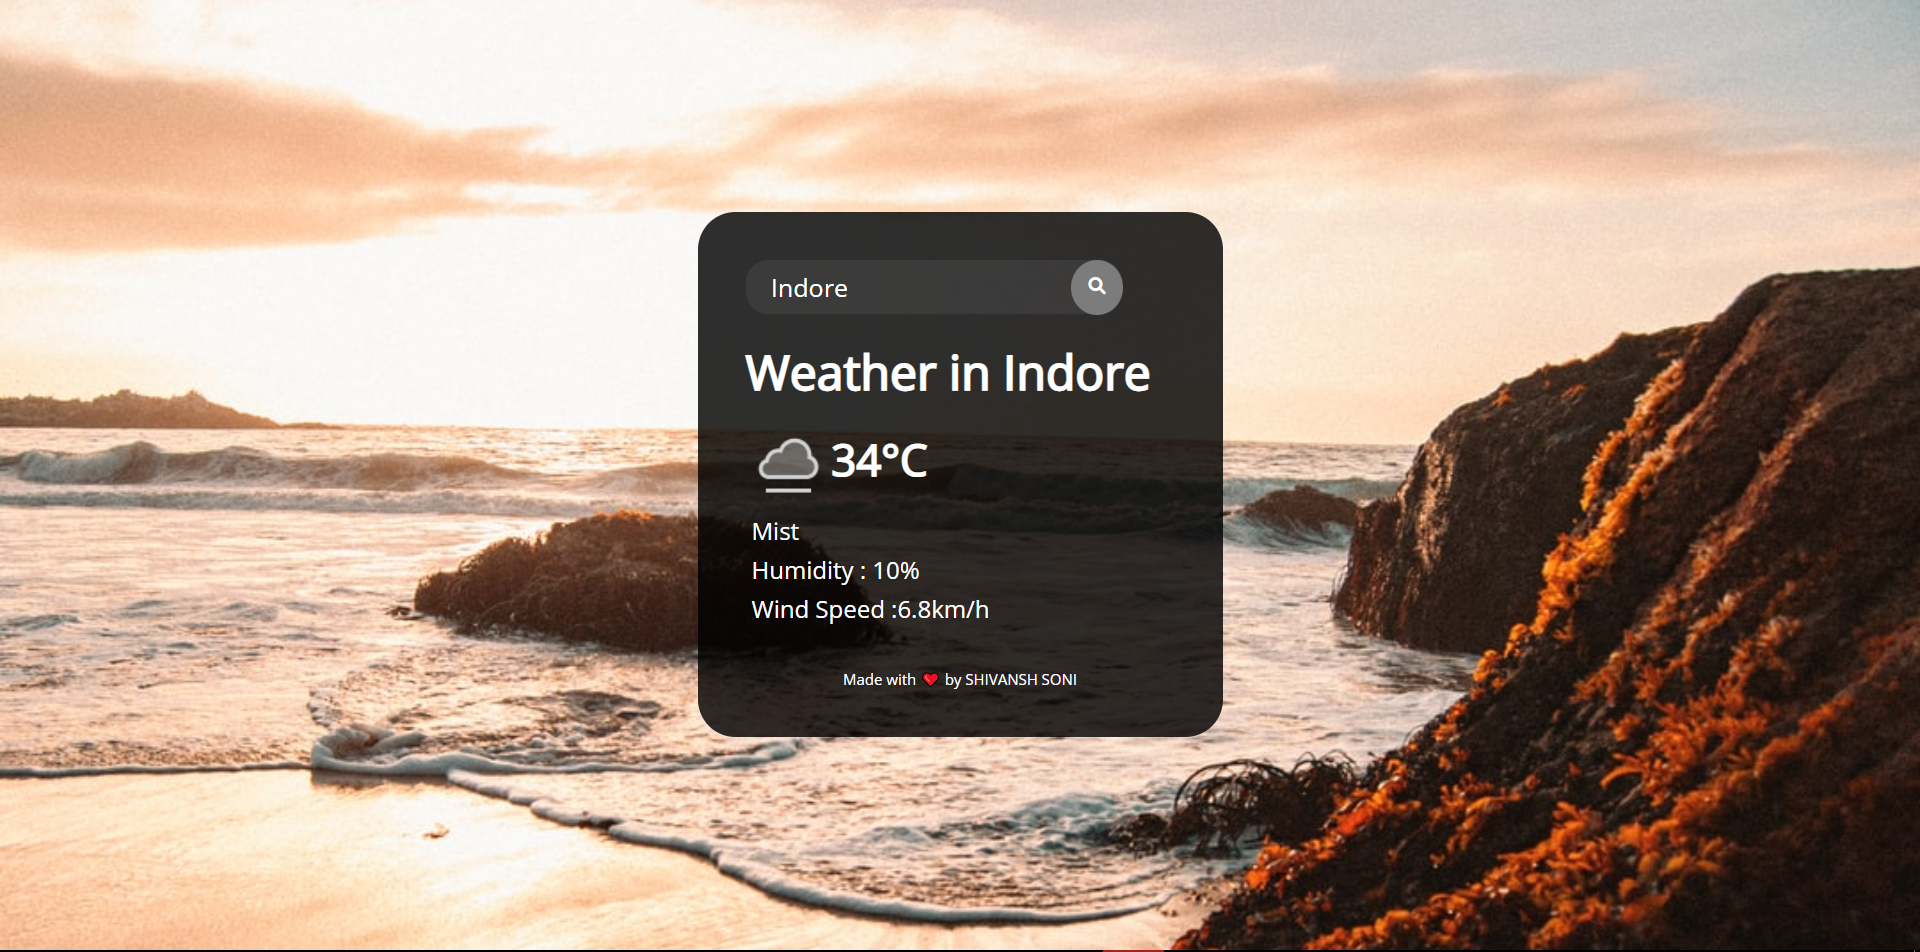 Indore
Weather in Indore
34°C
Mist
Humidity : 10%
Wind Speed :6.8km/h
Made with ❤️ by SHIVANSH SONI